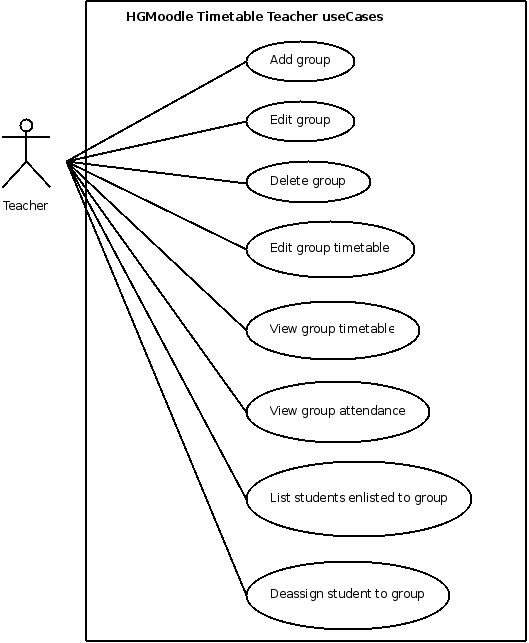 HGMoodle Timetable Teacher useCases
Add group
Edit group
Delete group
Teacher
Edit group timetable
View group timetable
View group attendance
List students enlisted to group
Deassign student to group